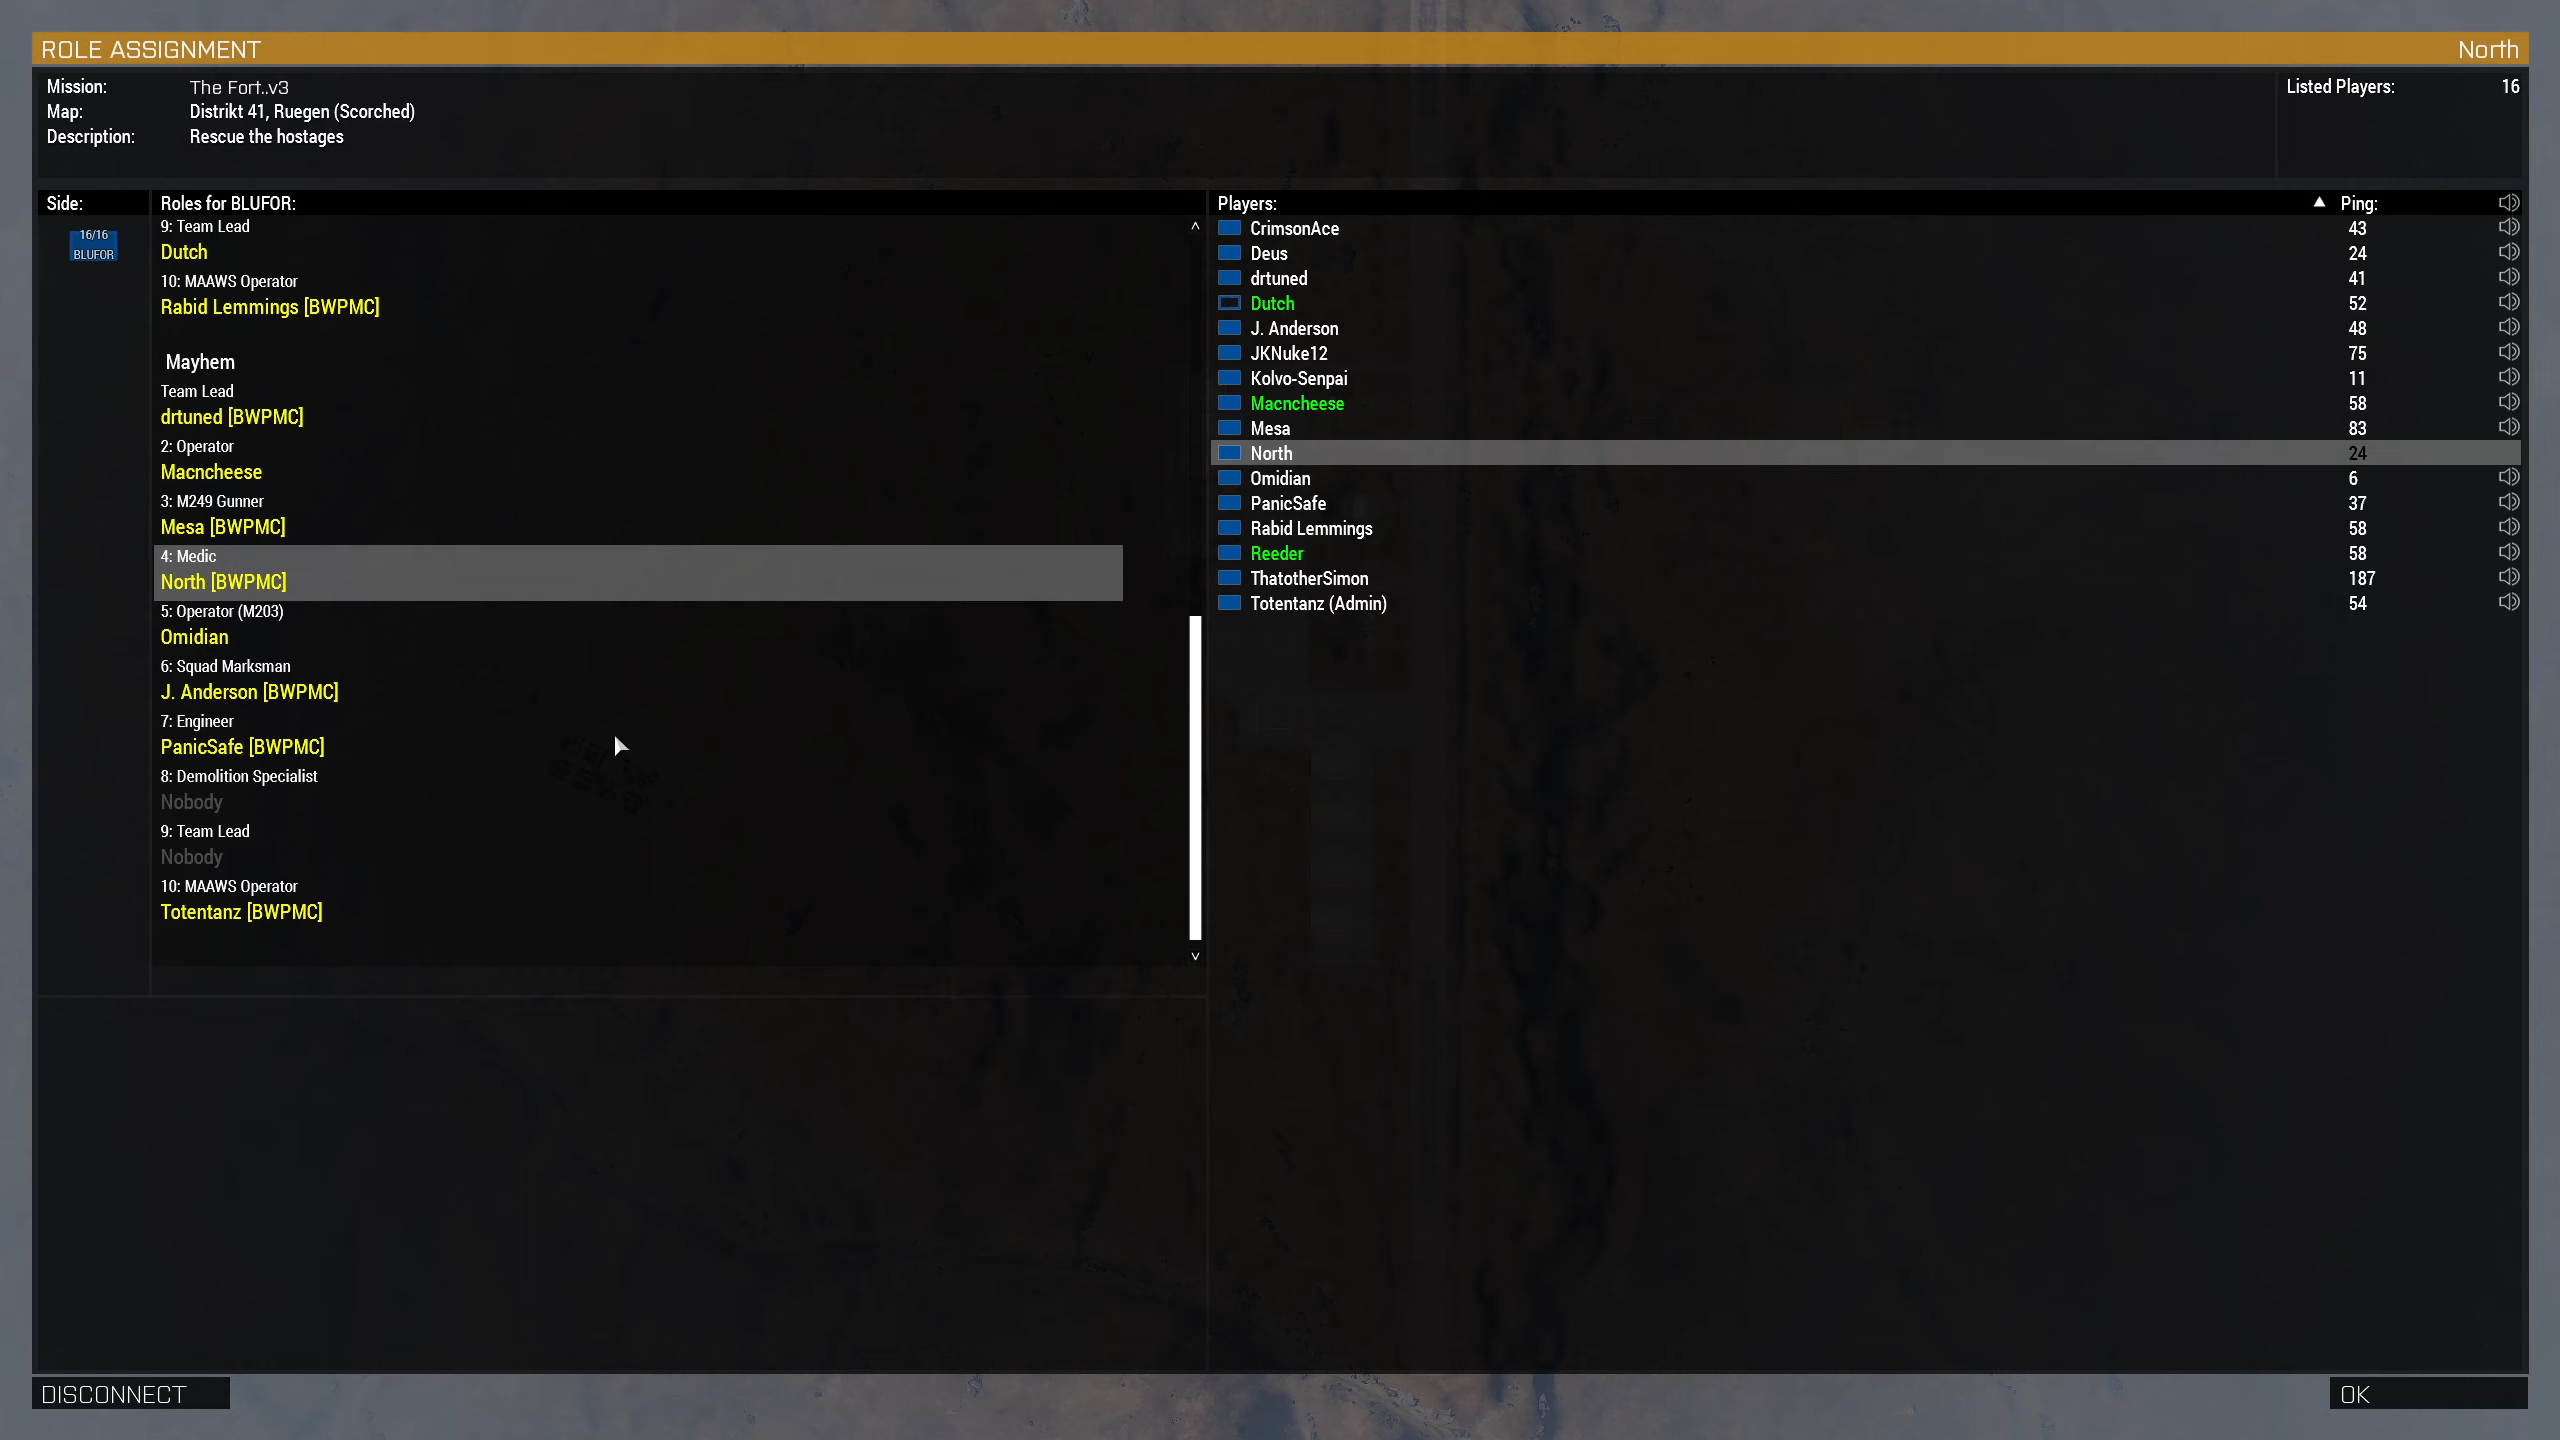 ROLE ASSIGNMENT North
Mission: The Fort..v3
Map: Distrikt 41, Ruegen (Scorched)
Description: Rescue the hostages
Listed Players: 16
Side:
16/16
BLUFOR
Roles for BLUFOR:
9: Team Lead
Dutch
10: MAAWS Operator
Rabid Lemmings [BWPMC]
Mayhem
Team Lead
drtuned [BWPMC]
2: Operator
Macncheese
3: M249 Gunner
Mesa [BWPMC]
4: Medic
North [BWPMC]
5: Operator (M203)
Omidian
6: Squad Marksman
J. Anderson [BWPMC]
7: Engineer
PanicSafe [BWPMC]
8: Demolition Specialist
Nobody
9: Team Lead
Nobody
10: MAAWS Operator
Totentanz [BWPMC]
Players: Ping:
CrimsonAce 43
Deus 24
drtuned 41
Dutch 52
J. Anderson 48
JKNuke12 75
Kolvo-Senpai 11
Macncheese 58
Mesa 83
North 24
Omidian 6
PanicSafe 37
Rabid Lemmings 58
Reeder 58
ThatotherSimon 187
Totentanz (Admin) 54
DISCONNECT
OK